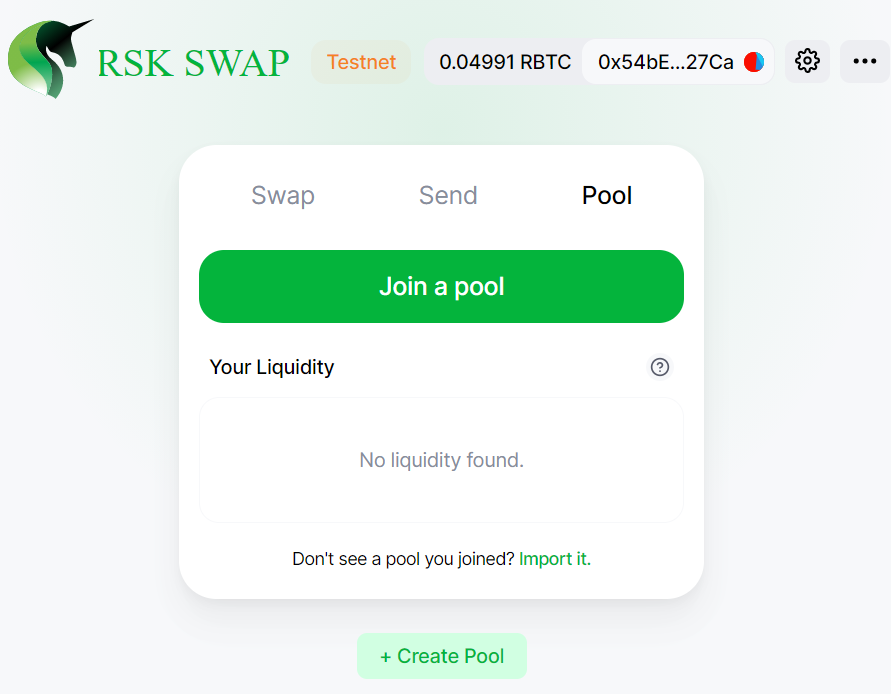 RSK SWAP Testnet 0.04991 RBTC 0x54bE...27Ca
Swap Send Pool
Join a pool
Your Liquidity
No liquidity found.
Don't see a pool you joined? Import it.
+ Create Pool